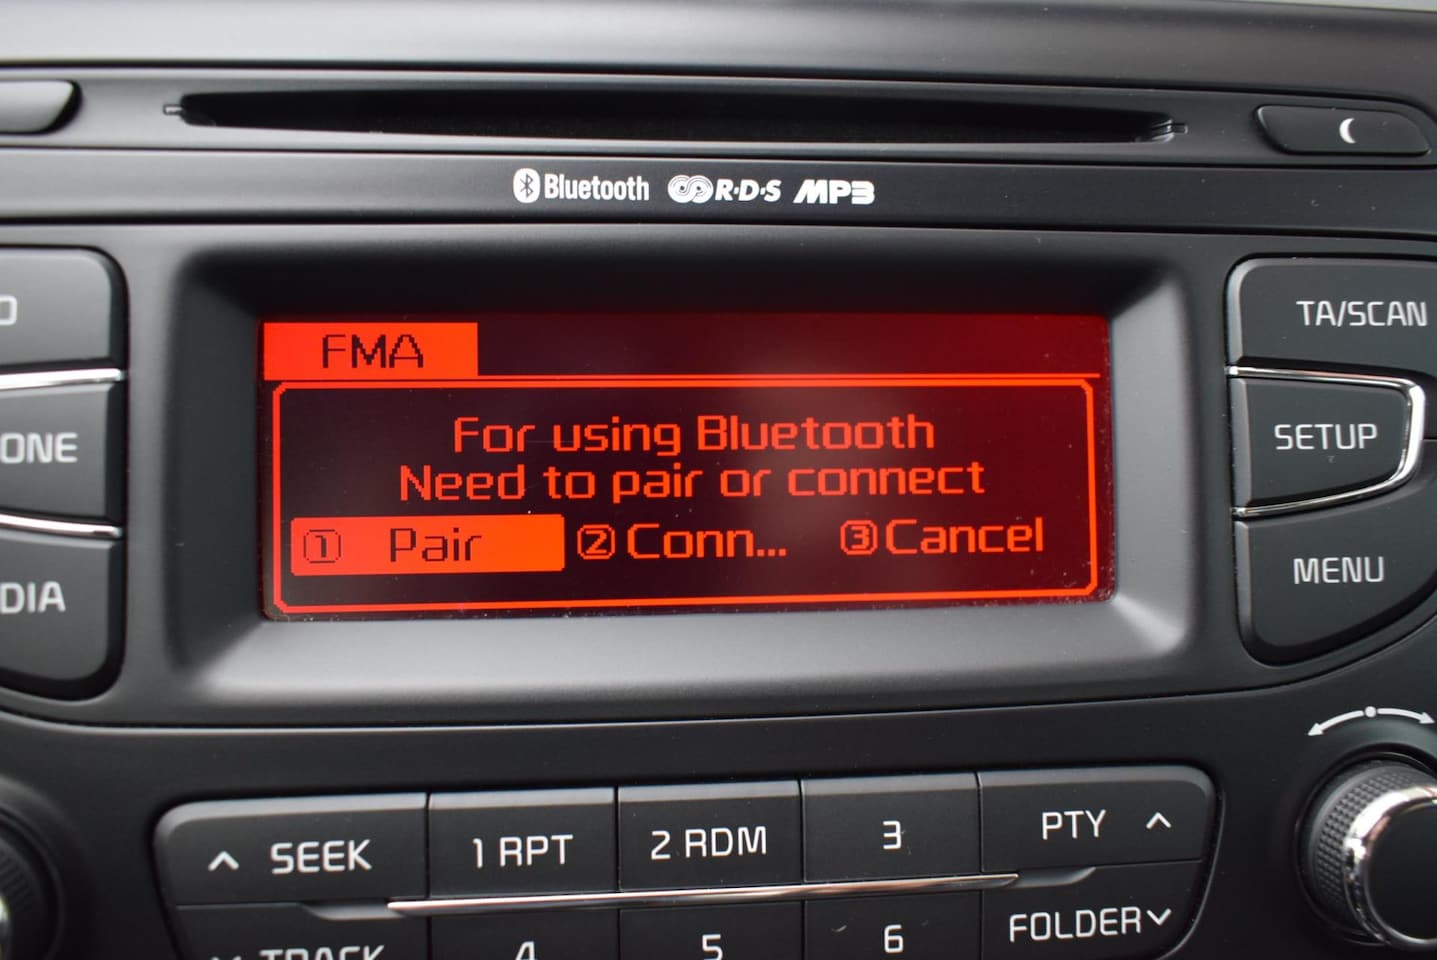 Bluetooth R·D·S MP3
TA/SCAN
FMA
For using Bluetooth
Need to pair or connect
① Pair ② Conn... ③ Cancel
SETUP
MENU
ONE
DIA
SEEK 1 RPT 2 RDM 3 PTY
TRACK 4 5 6 FOLDER